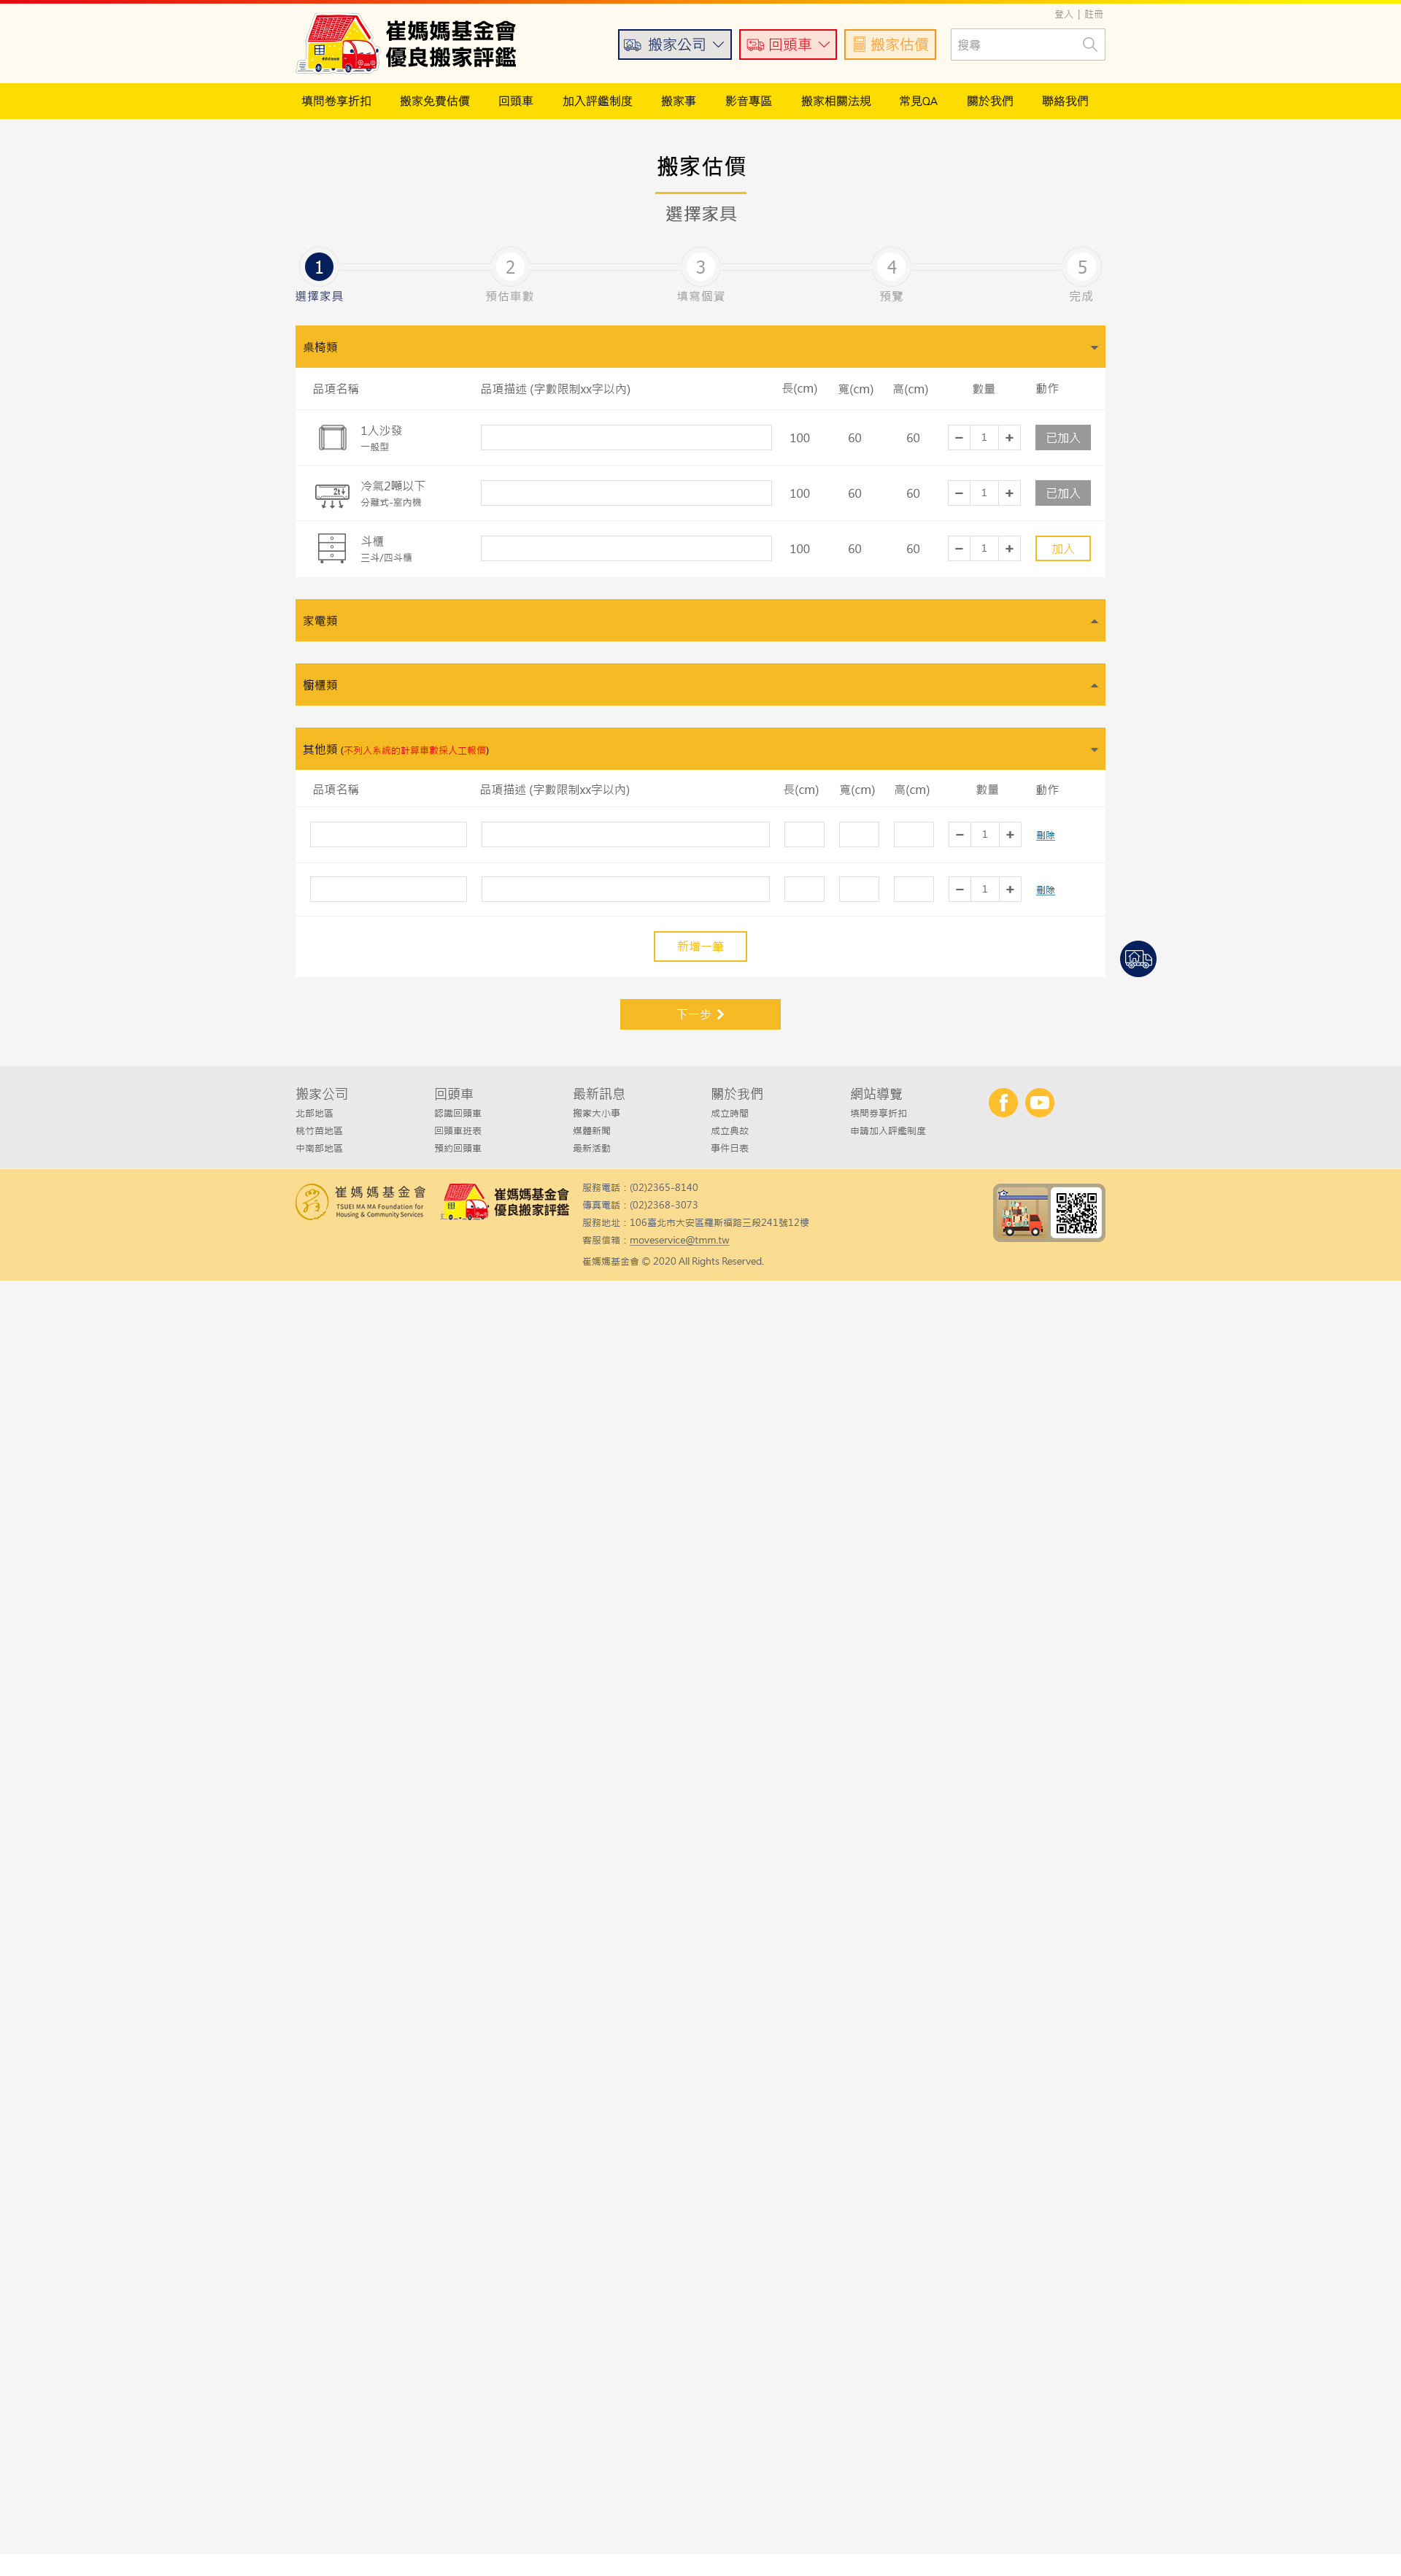 登入 | 註冊
崔媽媽基金會
優良搬家評鑑
搬家公司 回頭車 搬家估價 搜尋
填問卷享折扣 搬家免費估價 回頭車 加入評鑑制度 搬家事 影音專區 搬家相關法規 常見QA 關於我們 聯絡我們
搬家估價
選擇家具
1 2 3 4 5
選擇家具 預估車數 填寫個資 預覽 完成
桌椅類
品項名稱 品項描述 (字數限制xx字以內) 長(cm) 寬(cm) 高(cm) 數量 動作
1人沙發
一般型
100 60 60 − 1 + 已加入
冷氣2噸以下
分離式-室內機
100 60 60 − 1 + 已加入
斗櫃
三斗/四斗櫃
100 60 60 − 1 + 加入
家電類
櫥櫃類
其他類 (不列入系統的計算車數採人工報價)
品項名稱 品項描述 (字數限制xx字以內) 長(cm) 寬(cm) 高(cm) 數量 動作
− 1 + 刪除
− 1 + 刪除
新增一筆
下一步
搬家公司 回頭車 最新訊息 關於我們 網站導覽
北部地區 認識回頭車 搬家大小事 成立時間 填問劵享折扣
桃竹苗地區 回頭車班表 媒體新聞 成立典故 申請加入評鑑制度
中南部地區 預約回頭車 最新活動 事件日表
崔媽媽基金會
TSUEI MA MA Foundation for
Housing & Community Services
崔媽媽基金會
優良搬家評鑑
服務電話：(02)2365-8140
傳真電話：(02)2368-3073
服務地址：106臺北市大安區羅斯福路三段241號12樓
客服信箱：moveservice@tmm.tw
崔媽媽基金會 © 2020 All Rights Reserved.